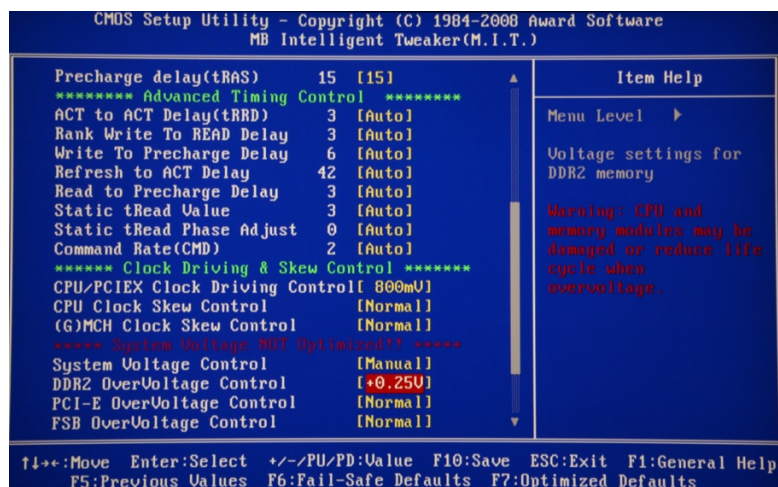 CMOS Setup Utility - Copyright (C) 1984-2008 Award Software
MB Intelligent Tweaker(M.I.T.)
Precharge delay(tRAS) 15 [15]
******** Advanced Timing Control ********
ACT to ACT Delay(tRRD) 3 [Auto]
Rank Write To READ Delay 3 [Auto]
Write To Precharge Delay 6 [Auto]
Refresh to ACT Delay 42 [Auto]
Read to Precharge Delay 3 [Auto]
Static tRead Value 3 [Auto]
Static tRead Phase Adjust 0 [Auto]
Command Rate(CMD) 2 [Auto]
****** Clock Driving & Skew Control *******
CPU/PCIEX Clock Driving Control[ 800mV]
CPU Clock Skew Control [Normal]
(G)MCH Clock Skew Control [Normal]
***** System Voltage NOT Optimized!! *****
System Voltage Control [Manual]
DDR2 OverVoltage Control [+0.25V]
PCI-E OverVoltage Control [Normal]
FSB OverVoltage Control [Normal]
Item Help
Menu Level
Voltage settings for
DDR2 memory
Warning: CPU and
memory modules may be
damaged or reduce life
cycle when
overvoltage.
↑↓→←:Move Enter:Select +/-/PU/PD:Value F10:Save ESC:Exit F1:General Help
F5:Previous Values F6:Fail-Safe Defaults F7:Optimized Defaults